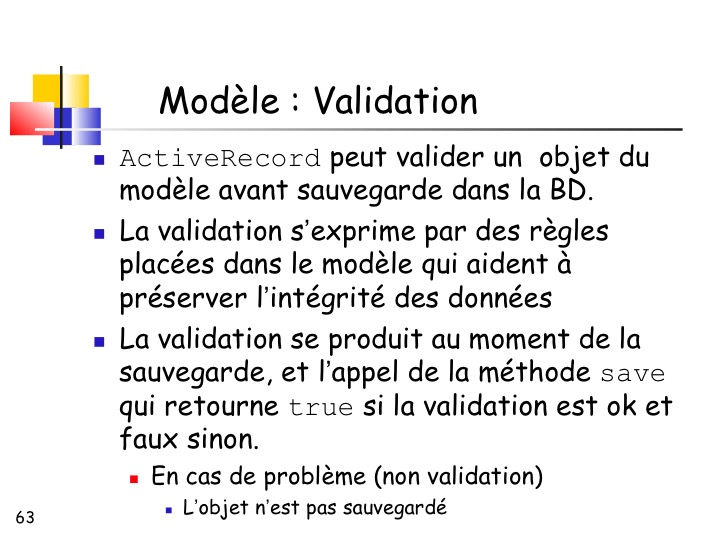 Modèle : Validation
ActiveRecord peut valider un  objet du
modèle avant sauvegarde dans la BD.
La validation s’exprime par des règles
placées dans le modèle qui aident à
préserver l’intégrité des données
La validation se produit au moment de la
sauvegarde, et l’appel de la méthode save
qui retourne true si la validation est ok et
faux sinon.
En cas de problème (non validation)
L’objet n’est pas sauvegardé
63